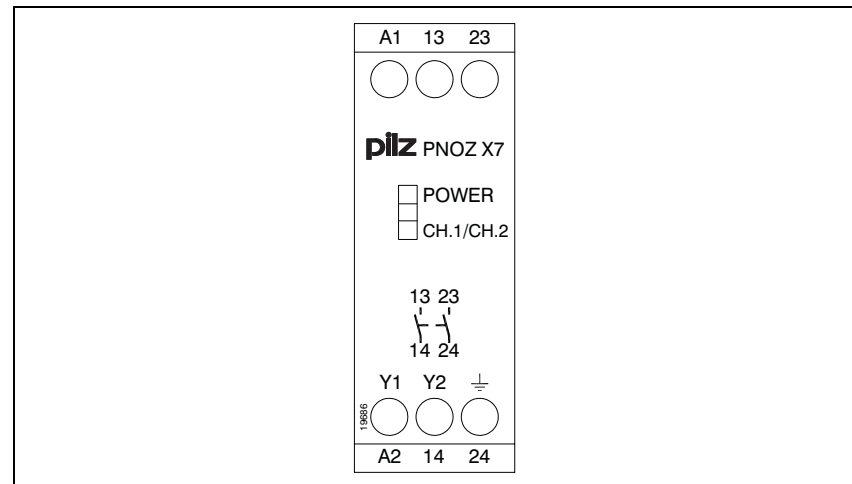 A1 13 23
pilz PNOZ X7
POWER
CH.1/CH.2
13 23
14 24
Y1 Y2
19686
A2 14 24